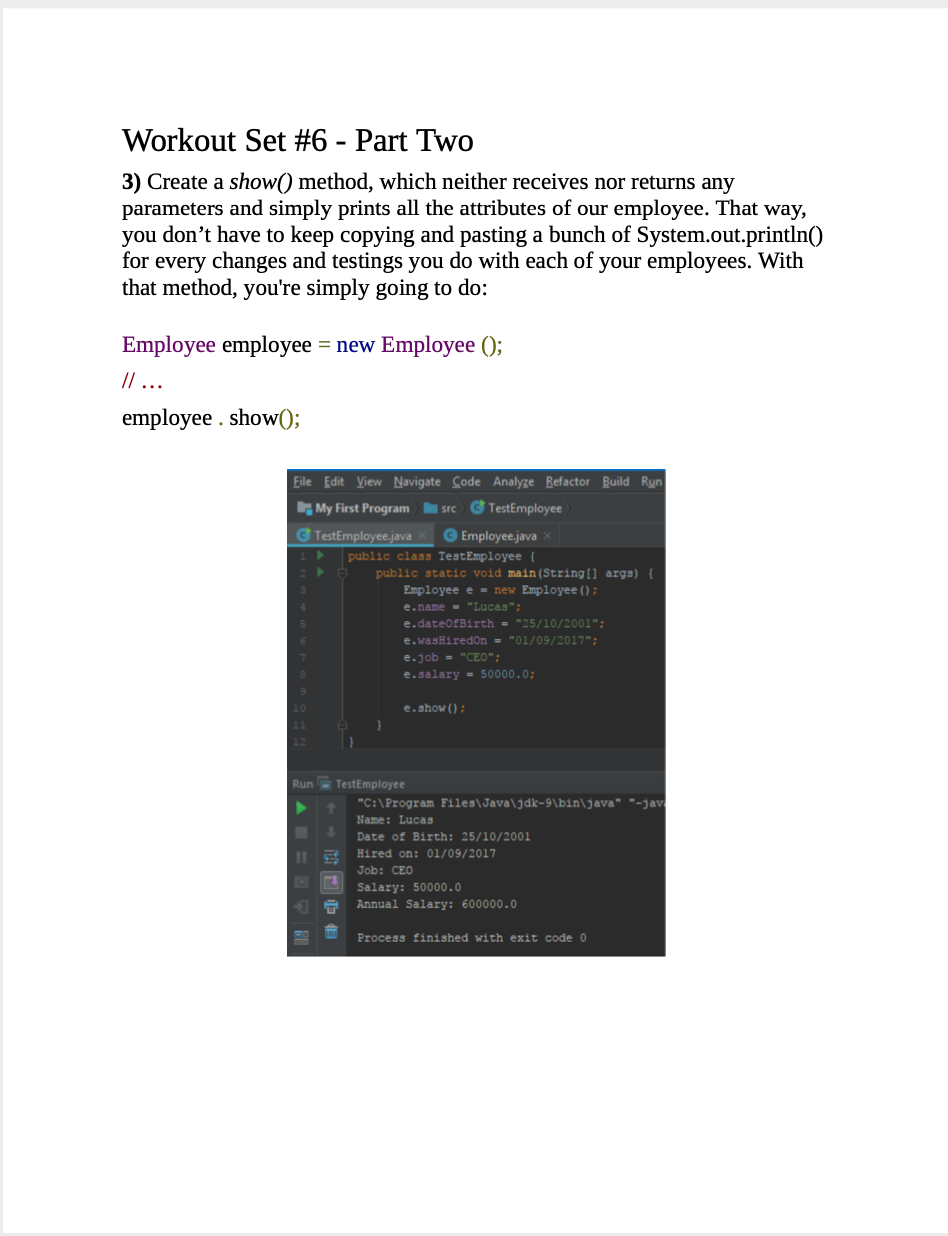 Workout Set #6 - Part Two
3) Create a show() method, which neither receives nor returns any
parameters and simply prints all the attributes of our employee. That way,
you don’t have to keep copying and pasting a bunch of System.out.println()
for every changes and testings you do with each of your employees. With
that method, you're simply going to do:
Employee employee = new Employee ();
// …
employee . show();
File Edit View Navigate Code Analyze Refactor Build Run
My First Program src TestEmployee
TestEmployee.java × Employee.java ×
1 public class TestEmployee {
2 public static void main(String[] args) {
3 Employee e = new Employee();
4 e.name = "Lucas";
5 e.dateOfBirth = "25/10/2001";
6 e.wasHiredOn = "01/09/2017";
7 e.job = "CEO";
8 e.salary = 50000.0;
9
10 e.show();
11 }
12 }
Run TestEmployee
"C:\Program Files\Java\jdk-9\bin\java" "-java
Name: Lucas
Date of Birth: 25/10/2001
Hired on: 01/09/2017
Job: CEO
Salary: 50000.0
Annual Salary: 600000.0
Process finished with exit code 0